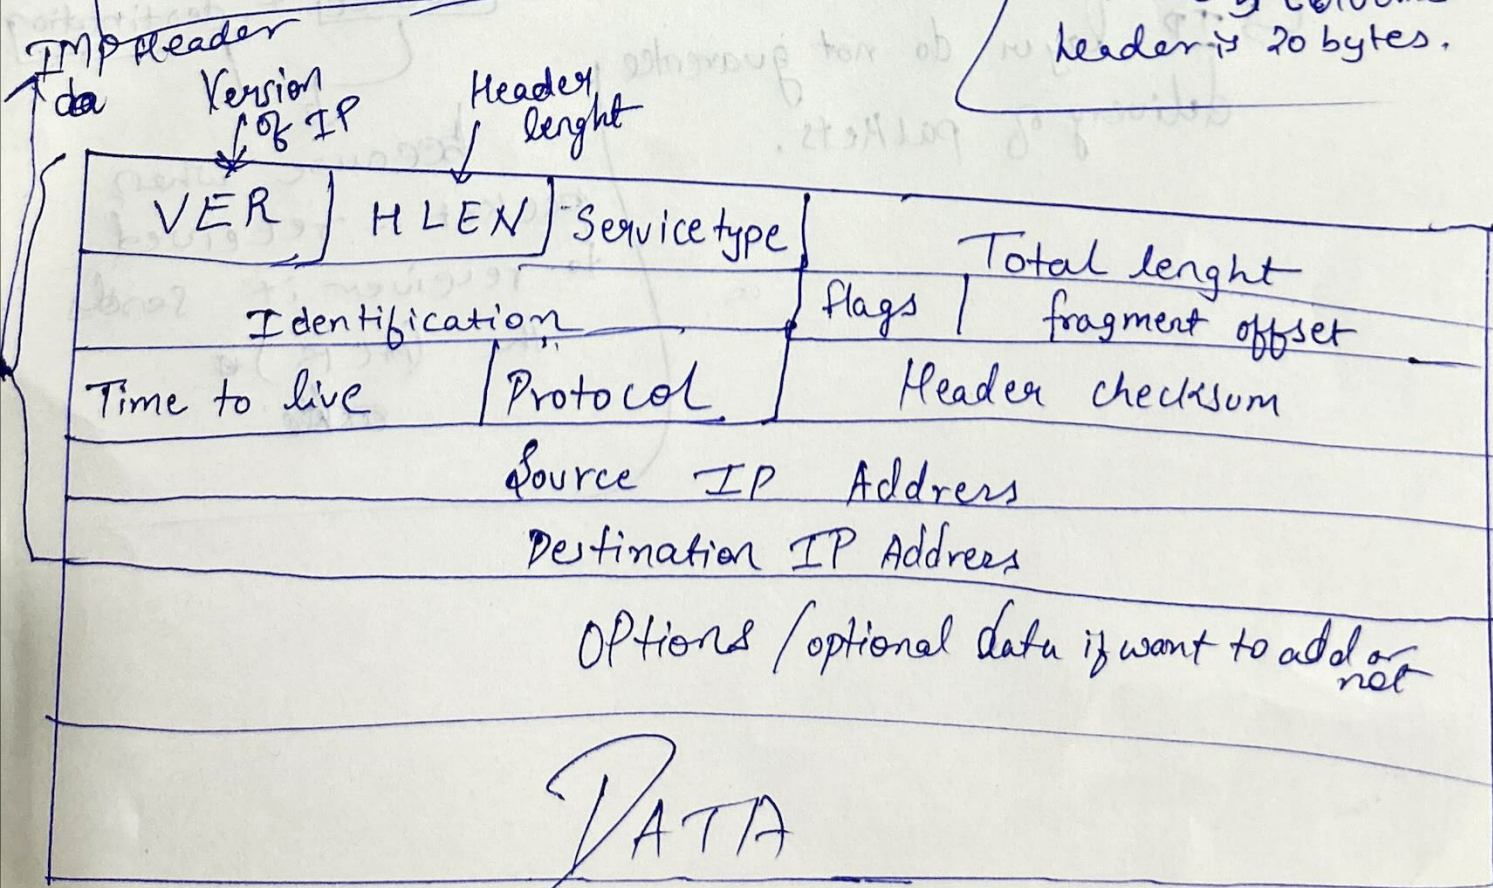 header is 20 bytes.
IMP Header
Version
of IP
Header
lenght
VER HLEN Service type Total lenght
Identification flags fragment offset
Time to live Protocol Header checksum
Source IP Address
Destination IP Address
Options / optional data if want to add or
not
DATA